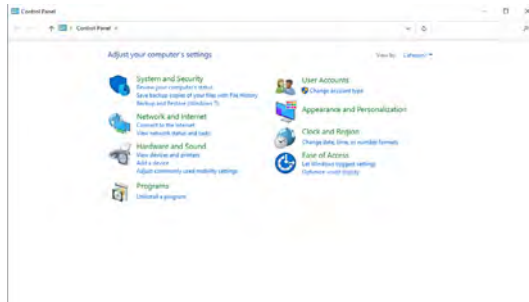 Control Panel
Control Panel
Adjust your computer's settings
View by: Category
System and Security
Review your computer's status
Save backup copies of your files with File History
Backup and Restore (Windows 7)
Network and Internet
Connect to the Internet
View network status and tasks
Hardware and Sound
View devices and printers
Add a device
Adjust commonly used mobility settings
Programs
Uninstall a program
User Accounts
Change account type
Appearance and Personalization
Clock and Region
Change date, time, or number formats
Ease of Access
Let Windows suggest settings
Optimize visual display